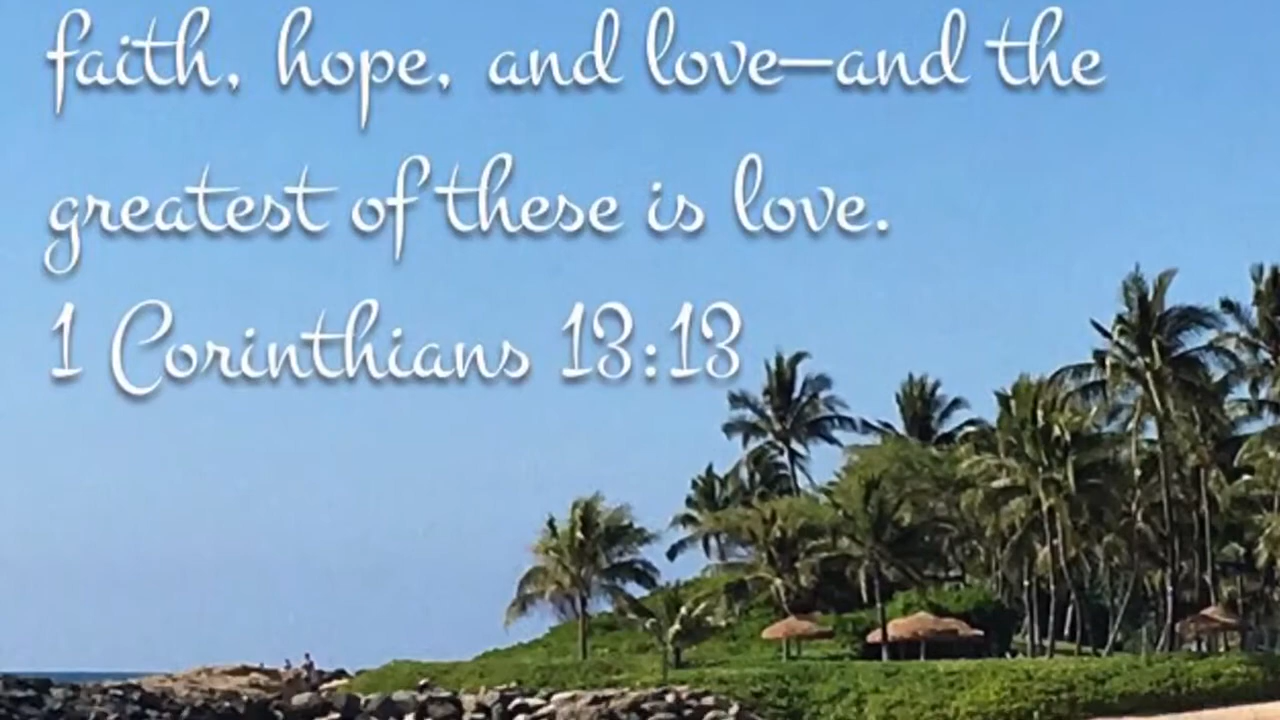 faith, hope, and love—and the
greatest of these is love.
1 Corinthians 13:13